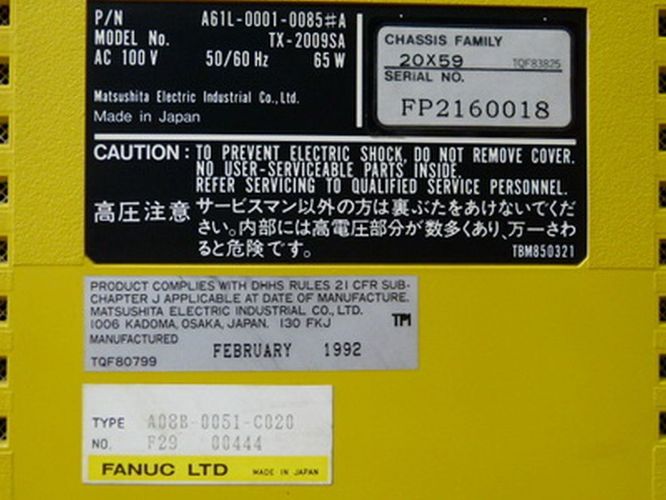 P/N A61L-0001-0085#A
MODEL No. TX-2009SA
AC 100V 50/60 Hz 65W
Matsushita Electric Industrial Co., Ltd.
Made in Japan
CHASSIS FAMILY
20X59 TQF83825
SERIAL NO.
FP2160018
CAUTION: TO PREVENT ELECTRIC SHOCK, DO NOT REMOVE COVER.
NO USER-SERVICEABLE PARTS INSIDE.
REFER SERVICING TO QUALIFIED SERVICE PERSONNEL.
高圧注意 サービスマン以外の方は裏ぶたをあけないでくだ
さい。内部には高電圧部分が数多くあり、万一さわ
ると危険です。 TBM850321
PRODUCT COMPLIES WITH DHHS RULES 21 CFR SUB-
CHAPTER J APPLICABLE AT DATE OF MANUFACTURE.
MATSUSHITA ELECTRIC INDUSTRIAL CO., LTD.
1006 KADOMA, OSAKA, JAPAN. 130 FKJ TM
MANUFACTURED
FEBRUARY 1992
TQF80799
TYPE A08B-0051-C020
NO. F29 00444
FANUC LTD MADE IN JAPAN